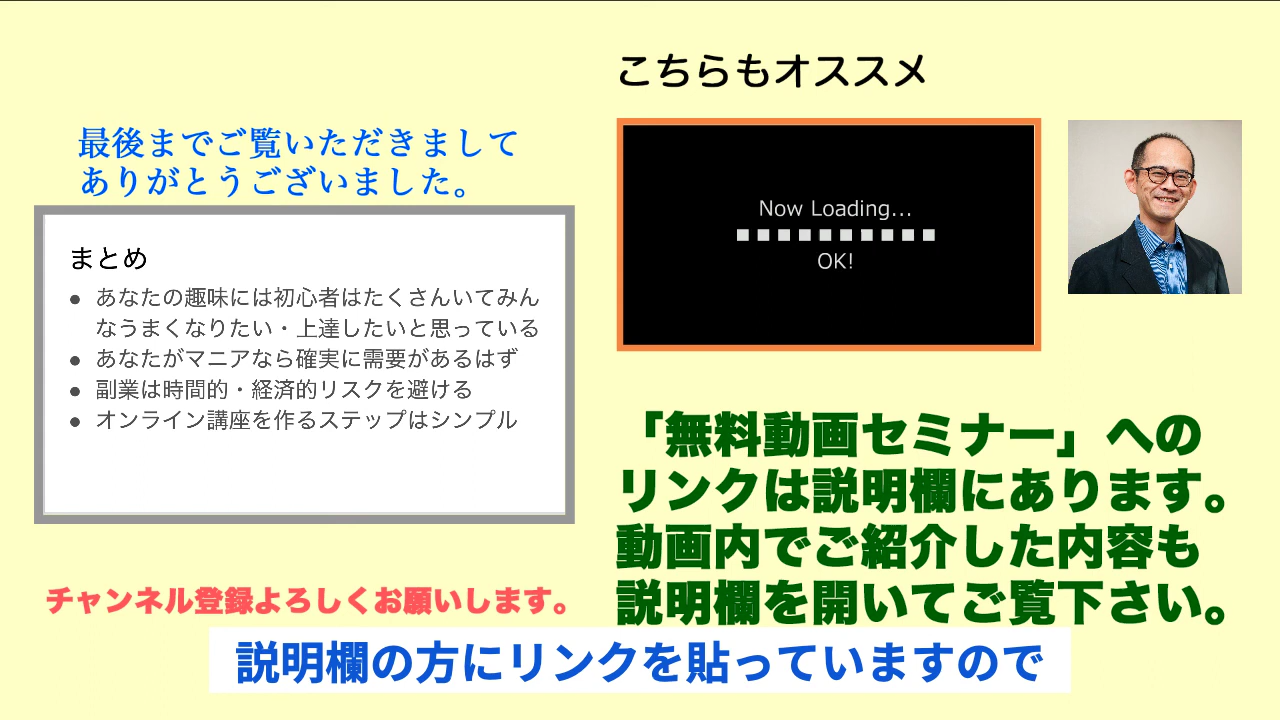 こちらもオススメ
最後までご覧いただきまして
ありがとうございました。
Now Loading...
OK!
まとめ
● あなたの趣味には初心者はたくさんいてみん
なうまくなりたい・上達したいと思っている
● あなたがマニアなら確実に需要があるはず
● 副業は時間的・経済的リスクを避ける
● オンライン講座を作るステップはシンプル
「無料動画セミナー」への
リンクは説明欄にあります。
動画内でご紹介した内容も
説明欄を開いてご覧下さい。
チャンネル登録よろしくお願いします。
説明欄の方にリンクを貼っていますので